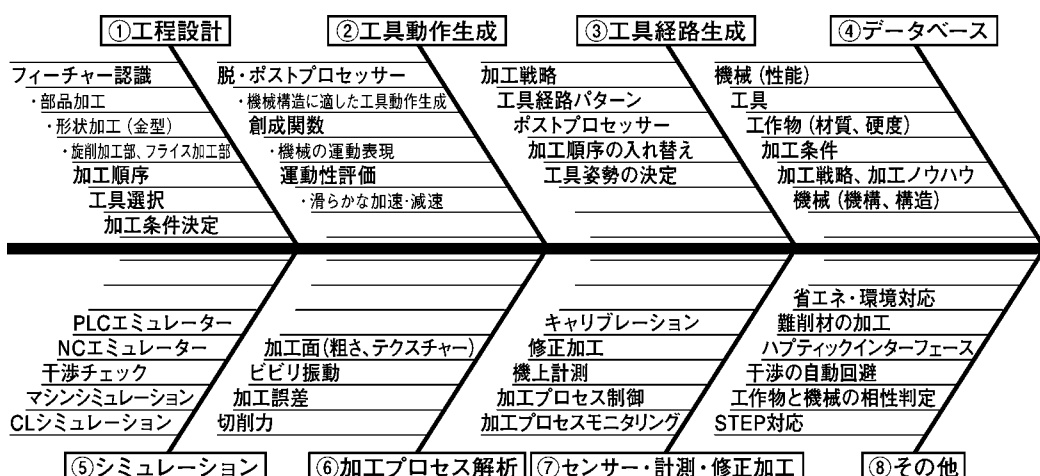 ①工程設計
フィーチャー認識
・部品加工
・形状加工(金型)
・旋削加工部、フライス加工部
加工順序
工具選択
加工条件決定
②工具動作生成
脱・ポストプロセッサー
・機械構造に適した工具動作生成
創成関数
・機械の運動表現
運動性評価
・滑らかな加速・減速
③工具経路生成
加工戦略
工具経路パターン
ポストプロセッサー
加工順序の入れ替え
工具姿勢の決定
④データベース
機械(性能)
工具
工作物(材質、硬度)
加工条件
加工戦略、加工ノウハウ
機械(機構、構造)
PLCエミュレーター
NCエミュレーター
干渉チェック
マシンシミュレーション
CLシミュレーション
⑤シミュレーション
加工面(粗さ、テクスチャー)
ビビリ振動
加工誤差
切削力
⑥加工プロセス解析
キャリブレーション
修正加工
機上計測
加工プロセス制御
加工プロセスモニタリング
⑦センサー・計測・修正加工
省エネ・環境対応
難削材の加工
ハプティックインターフェース
干渉の自動回避
工作物と機械の相性判定
STEP対応
⑧その他